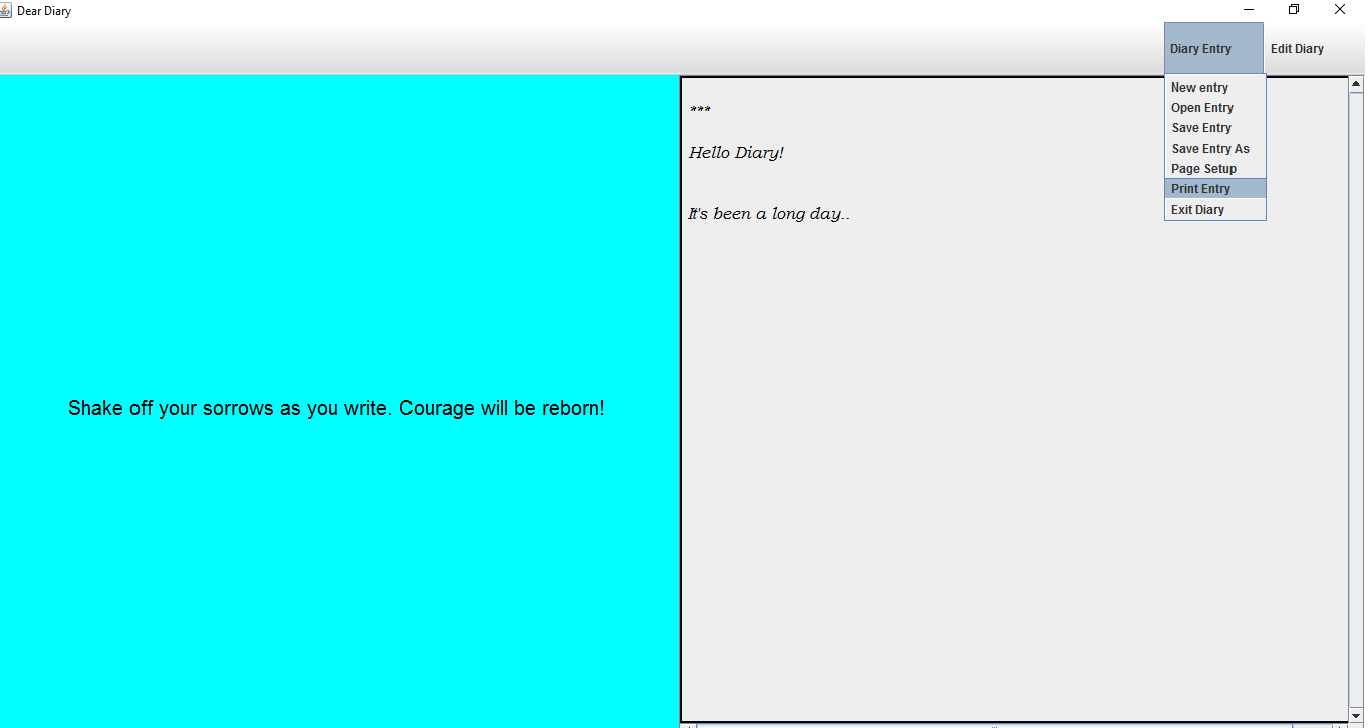 Dear Diary
Diary Entry
Edit Diary
New entry
Open Entry
Save Entry
Save Entry As
Page Setup
Print Entry
Exit Diary
***
Hello Diary!
It's been a long day..
Shake off your sorrows as you write. Courage will be reborn!